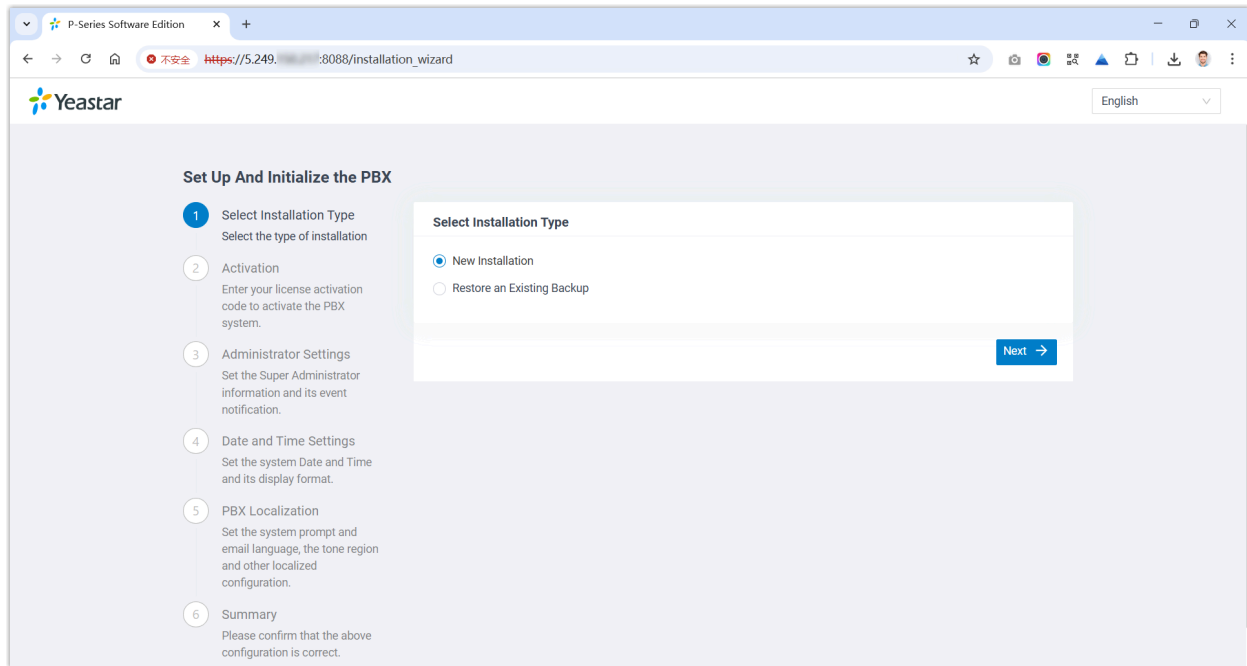 P-Series Software Edition
不安全 https://5.249. :8088/installation_wizard
Yeastar
English
Set Up And Initialize the PBX
1 Select Installation Type
Select the type of installation
2 Activation
Enter your license activation
code to activate the PBX
system.
3 Administrator Settings
Set the Super Administrator
information and its event
notification.
4 Date and Time Settings
Set the system Date and Time
and its display format.
5 PBX Localization
Set the system prompt and
email language, the tone region
and other localized
configuration.
6 Summary
Please confirm that the above
configuration is correct.
Select Installation Type
New Installation
Restore an Existing Backup
Next